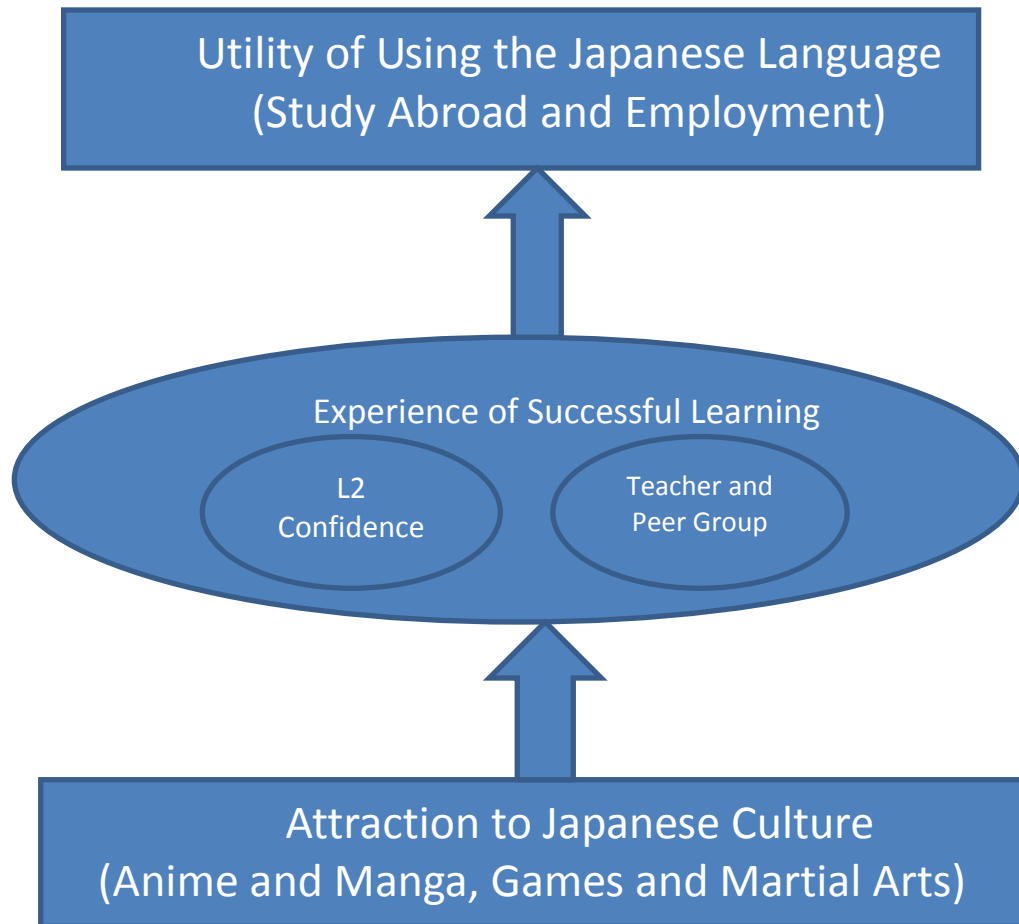 Utility of Using the Japanese Language
(Study Abroad and Employment)
Experience of Successful Learning
L2
Confidence
Teacher and
Peer Group
Attraction to Japanese Culture
(Anime and Manga, Games and Martial Arts)